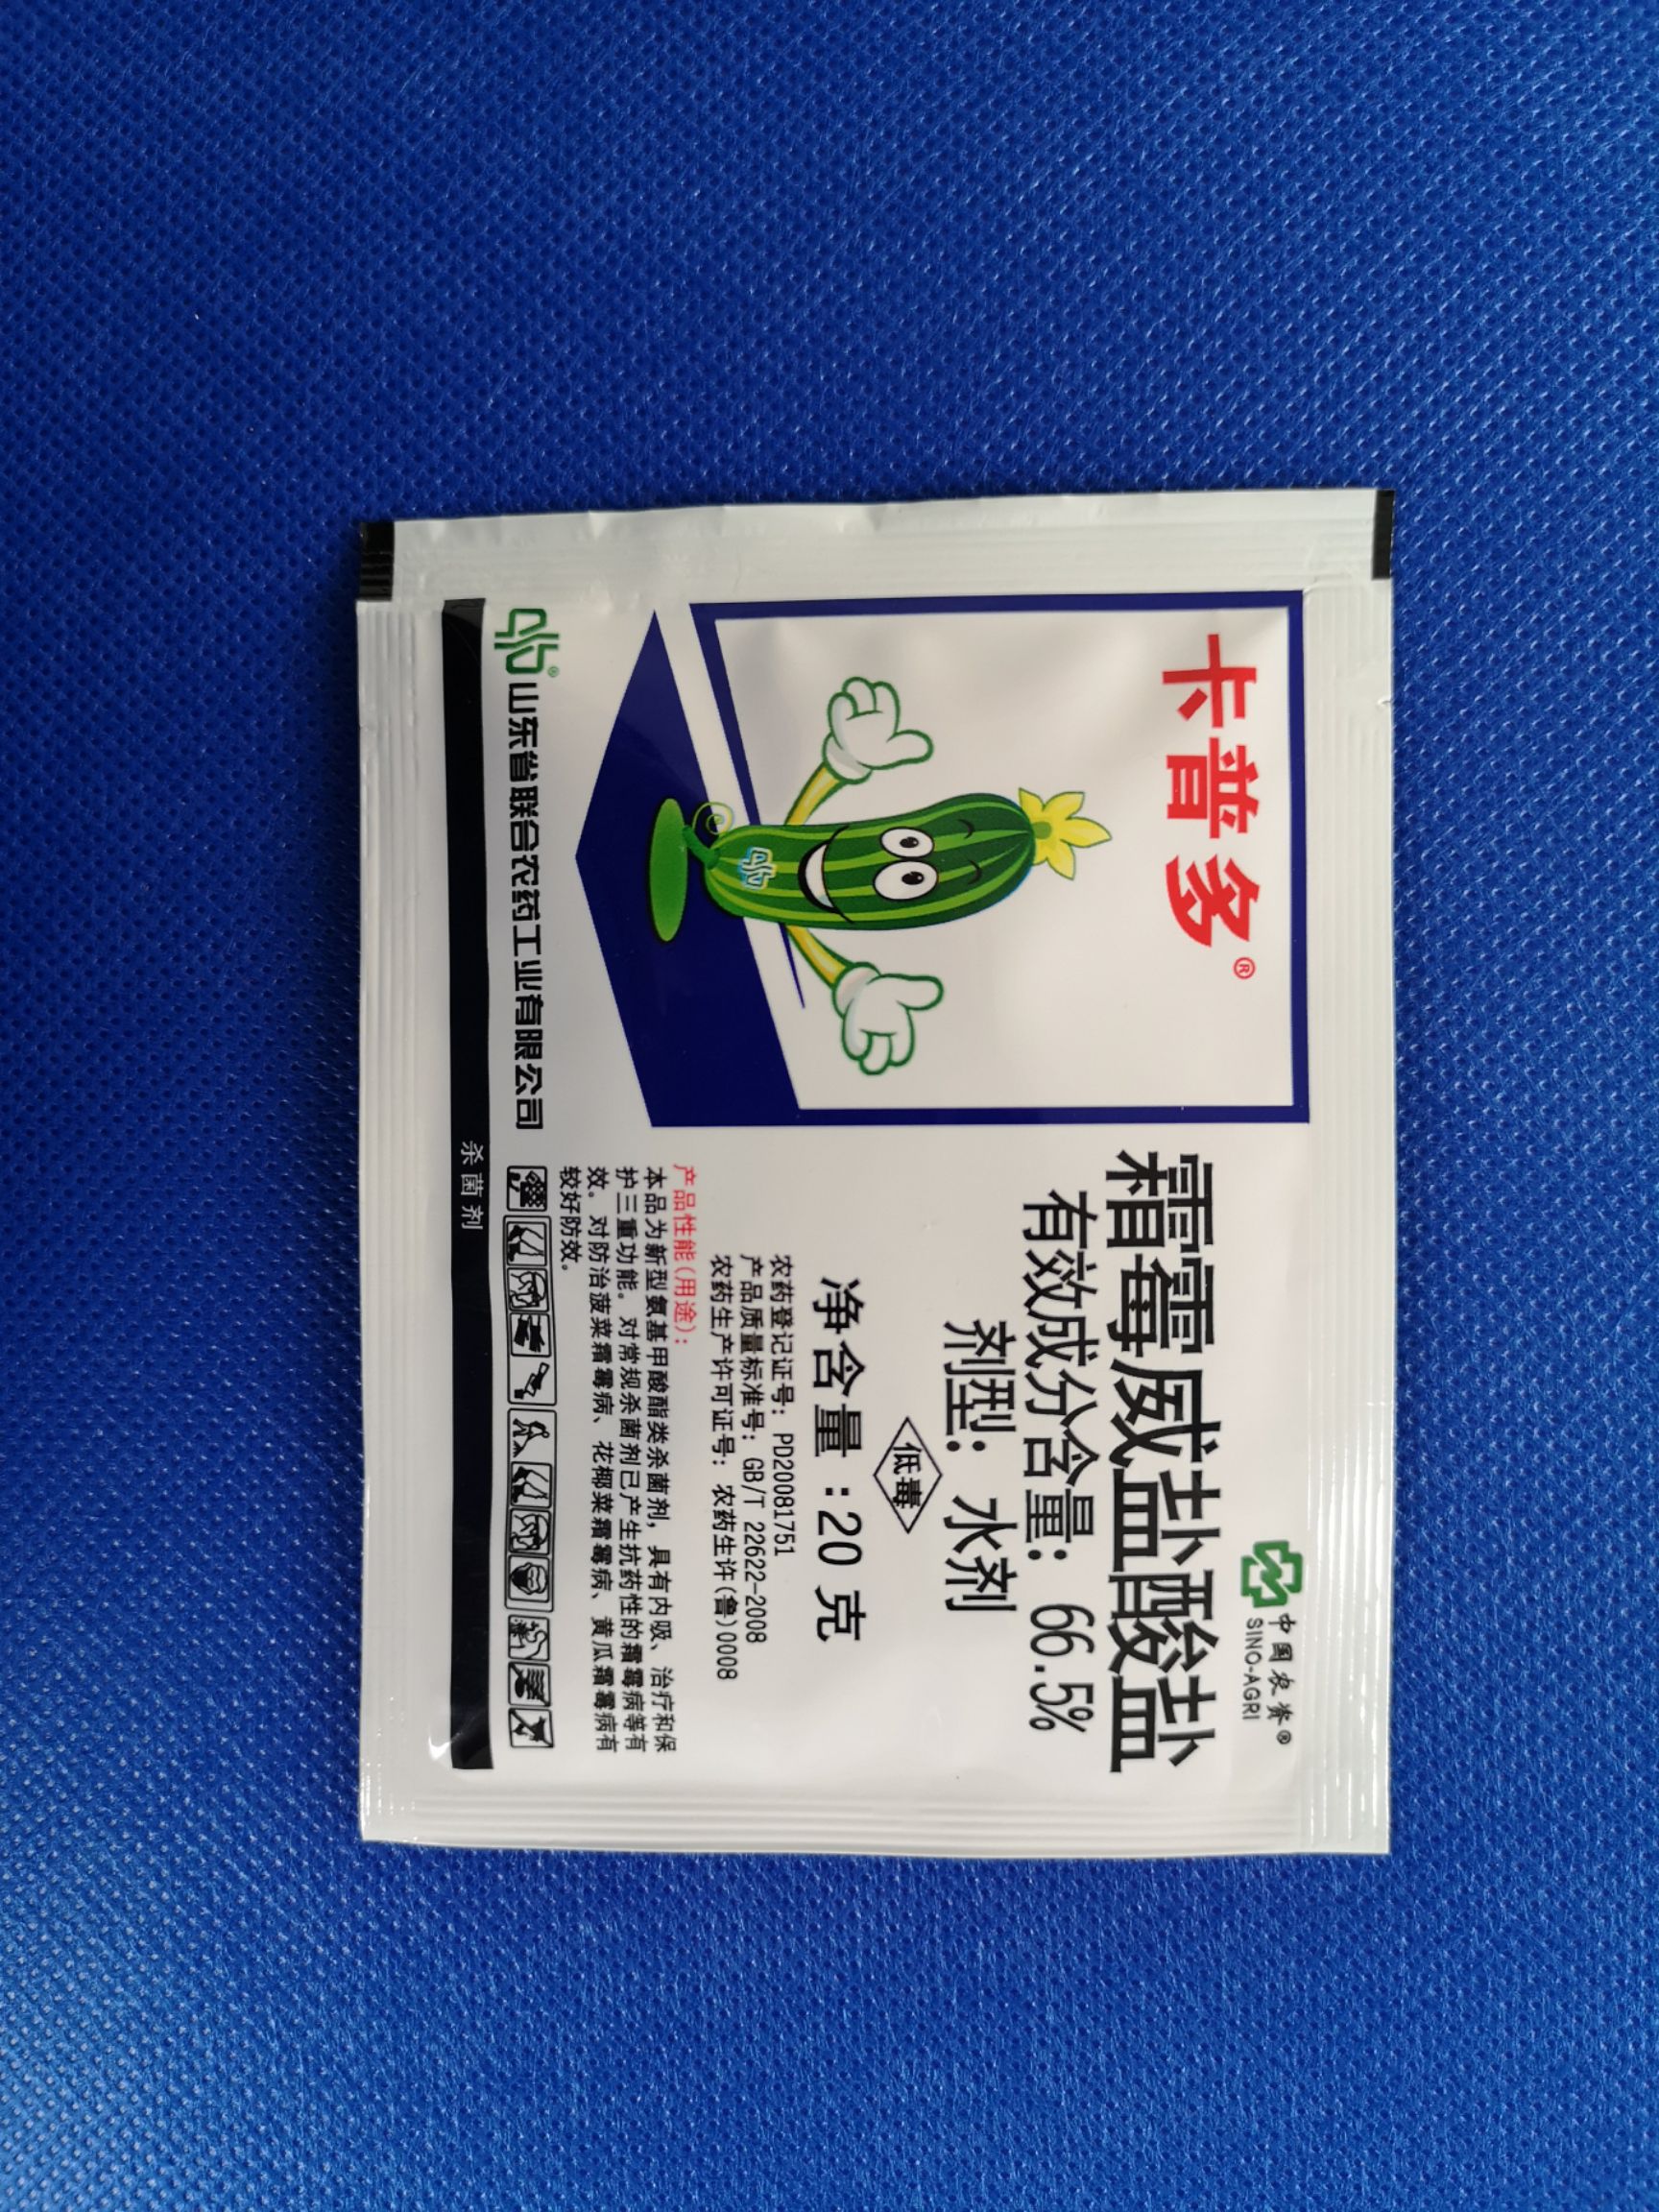 卡普多®
中国农资®
SINO-AGRI
霜霉威盐酸盐
有效成分含量：66.5%
剂型：水剂
低毒
净含量：20克
农药登记证号：PD20081751
产品质量标准号：GB/T 22622-2008
农药生产许可证号：农药生许(鲁)0008
产品性能(用途)：
本品为新型氨基甲酸酯类杀菌剂，具有内吸、治疗和保
护三重功能。对常规杀菌剂已产生抗药性的霜霉病等有
效。对防治菠菜霜霉病、花椰菜霜霉病、黄瓜霜霉病有
较好防效。
山东省联合农药工业有限公司
杀菌剂